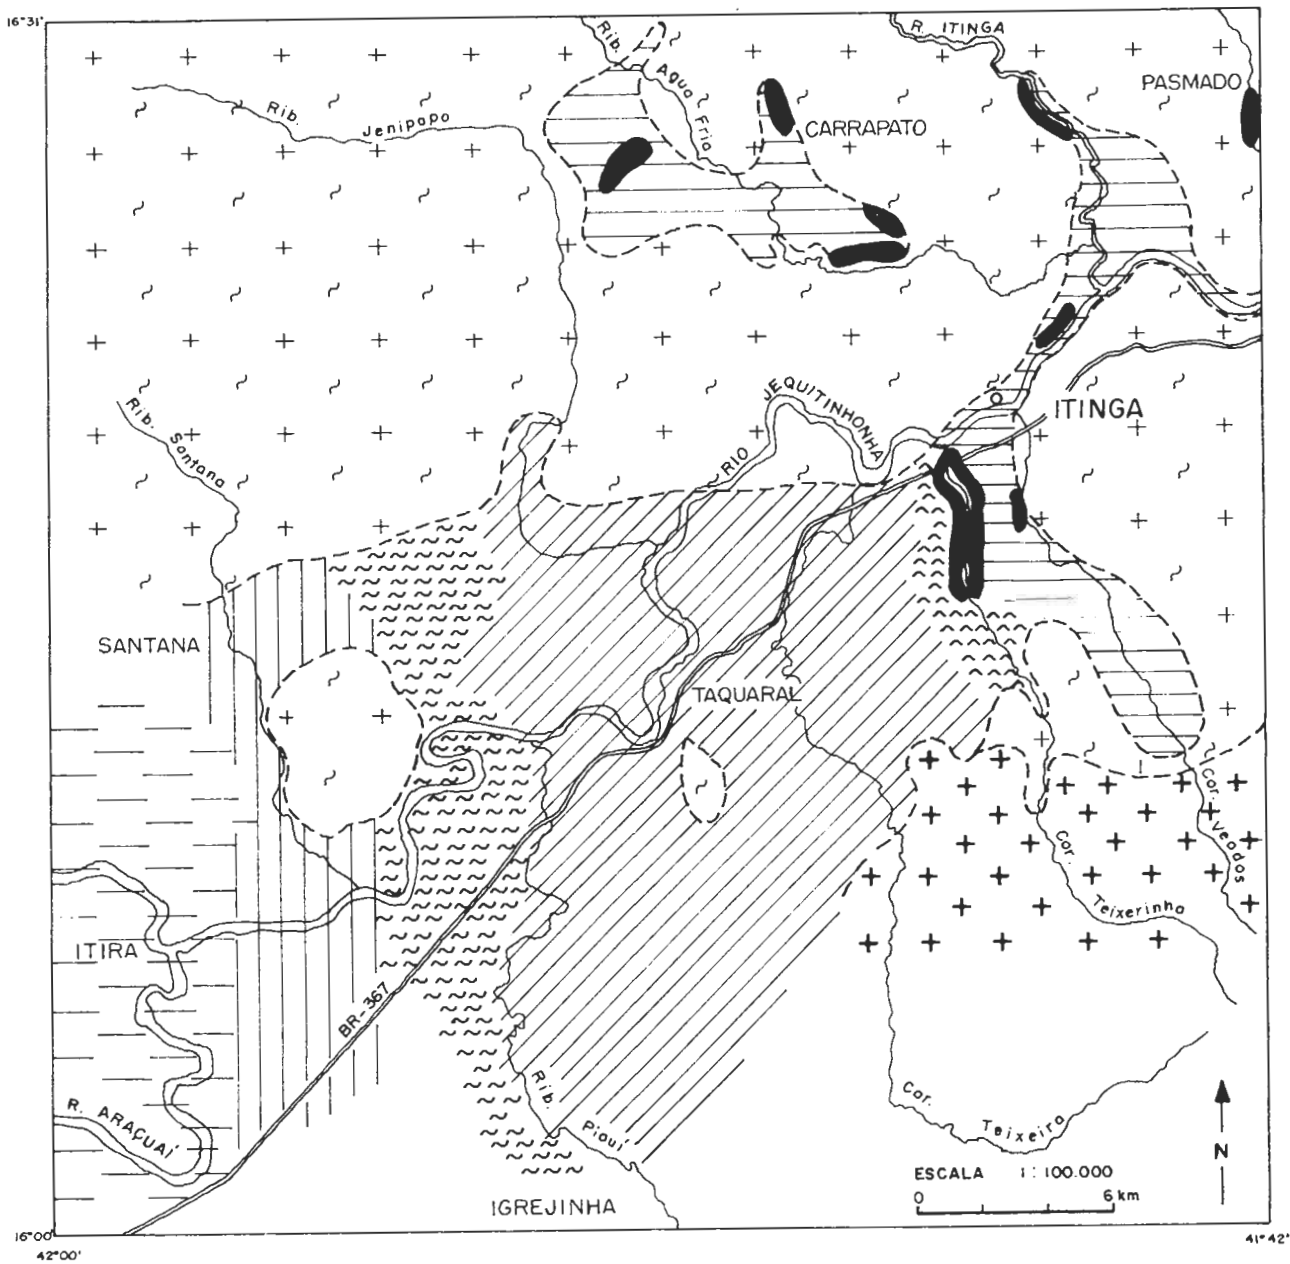 16°31'
Rib.
Agua Fria
R. ITINGA
PASMADO
Rib. Jenipapo
CARRAPATO
JEQUITINHONHA
RIO
ITINGA
Rib. Santana
SANTANA
TAQUARAL
Cor. Veados
Cor. Teixerinha
ITIRA
BR-367
R. ARAÇUAÍ
Rib. Piauí
Cor. Teixeira
N
ESCALA 1:100.000
0 6 km
IGREJINHA
16°00'
42°00'
41°42'